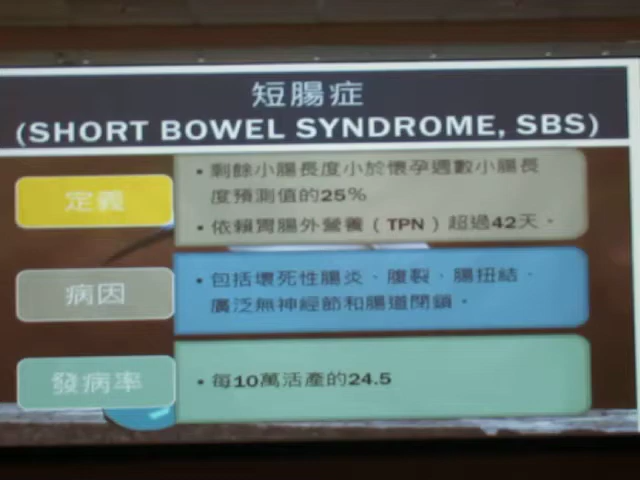 短腸症
(SHORT BOWEL SYNDROME, SBS)
定義
• 剩餘小腸長度小於懷孕週數小腸長
度預測值的25%
• 依賴胃腸外營養（TPN）超過42天。
病因
• 包括壞死性腸炎、腹裂、腸扭結、
廣泛無神經節和腸道閉鎖。
發病率
• 每10萬活產的24.5